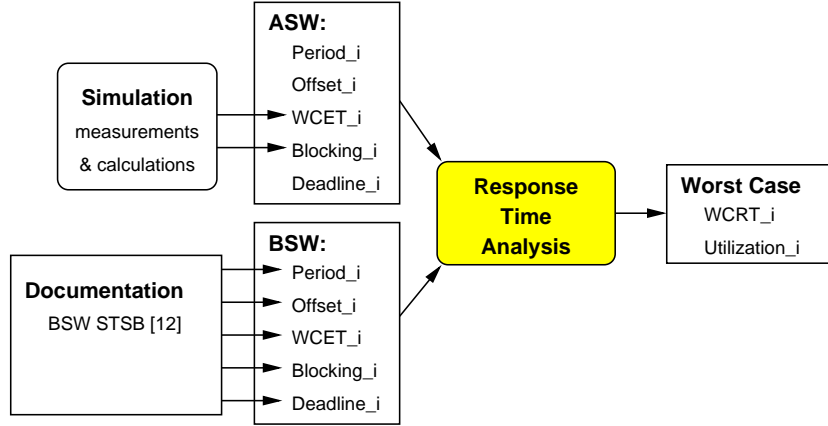 Simulation
measurements
& calculations
ASW:
Period_i
Offset_i
WCET_i
Blocking_i
Deadline_i
Documentation
BSW STSB [12]
BSW:
Period_i
Offset_i
WCET_i
Blocking_i
Deadline_i
Response
Time
Analysis
Worst Case
WCRT_i
Utilization_i